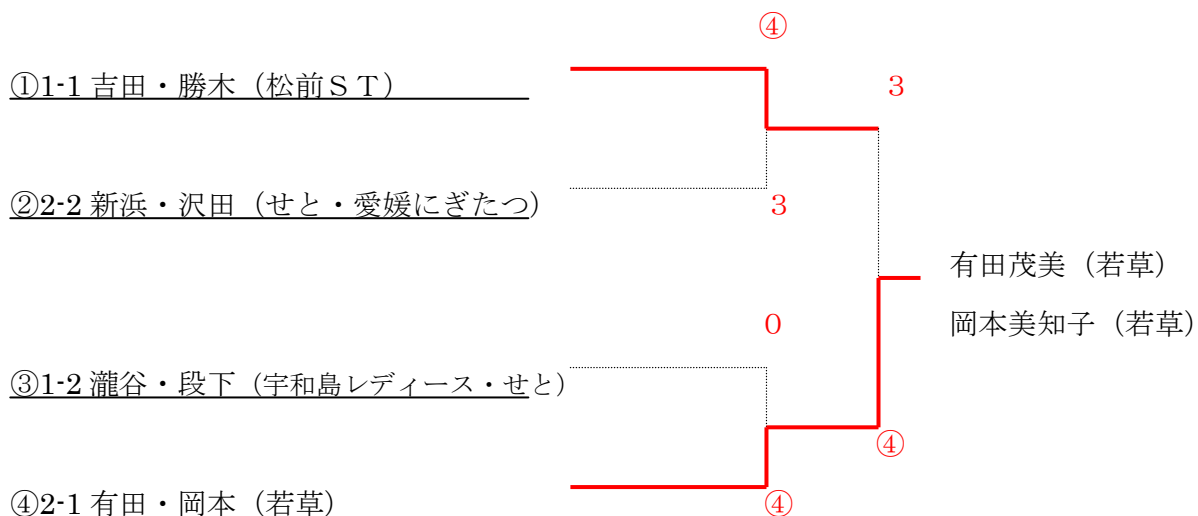 ④
①1-1 吉田・勝木（松前ＳＴ）
３
②2-2 新浜・沢田（せと・愛媛にぎたつ）
３
有田茂美（若草）
０
岡本美知子（若草）
③1-2 瀧谷・段下（宇和島レディース・せと）
④
④2-1 有田・岡本（若草）
④